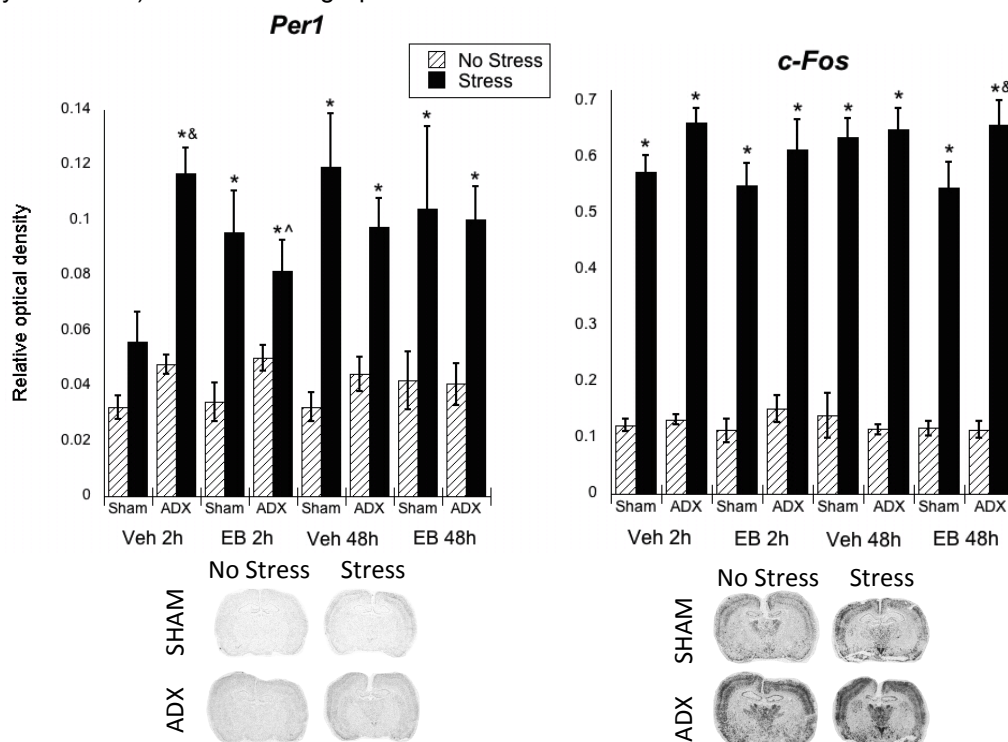 Per1
No Stress
Stress
Relative optical density
0.14
0.12
0.1
0.08
0.06
0.04
0.02
0
*& * *^ * * * *
Sham ADX Sham ADX Sham ADX Sham ADX
Veh 2h EB 2h Veh 48h EB 48h
No Stress Stress
SHAM
ADX
c-Fos
0.7
0.6
0.5
0.4
0.3
0.2
0.1
0
* * * * * * * *&
Sham ADX Sham ADX Sham ADX Sham ADX
Veh 2h EB 2h Veh 48h EB 48h
No Stress Stress
SHAM
ADX